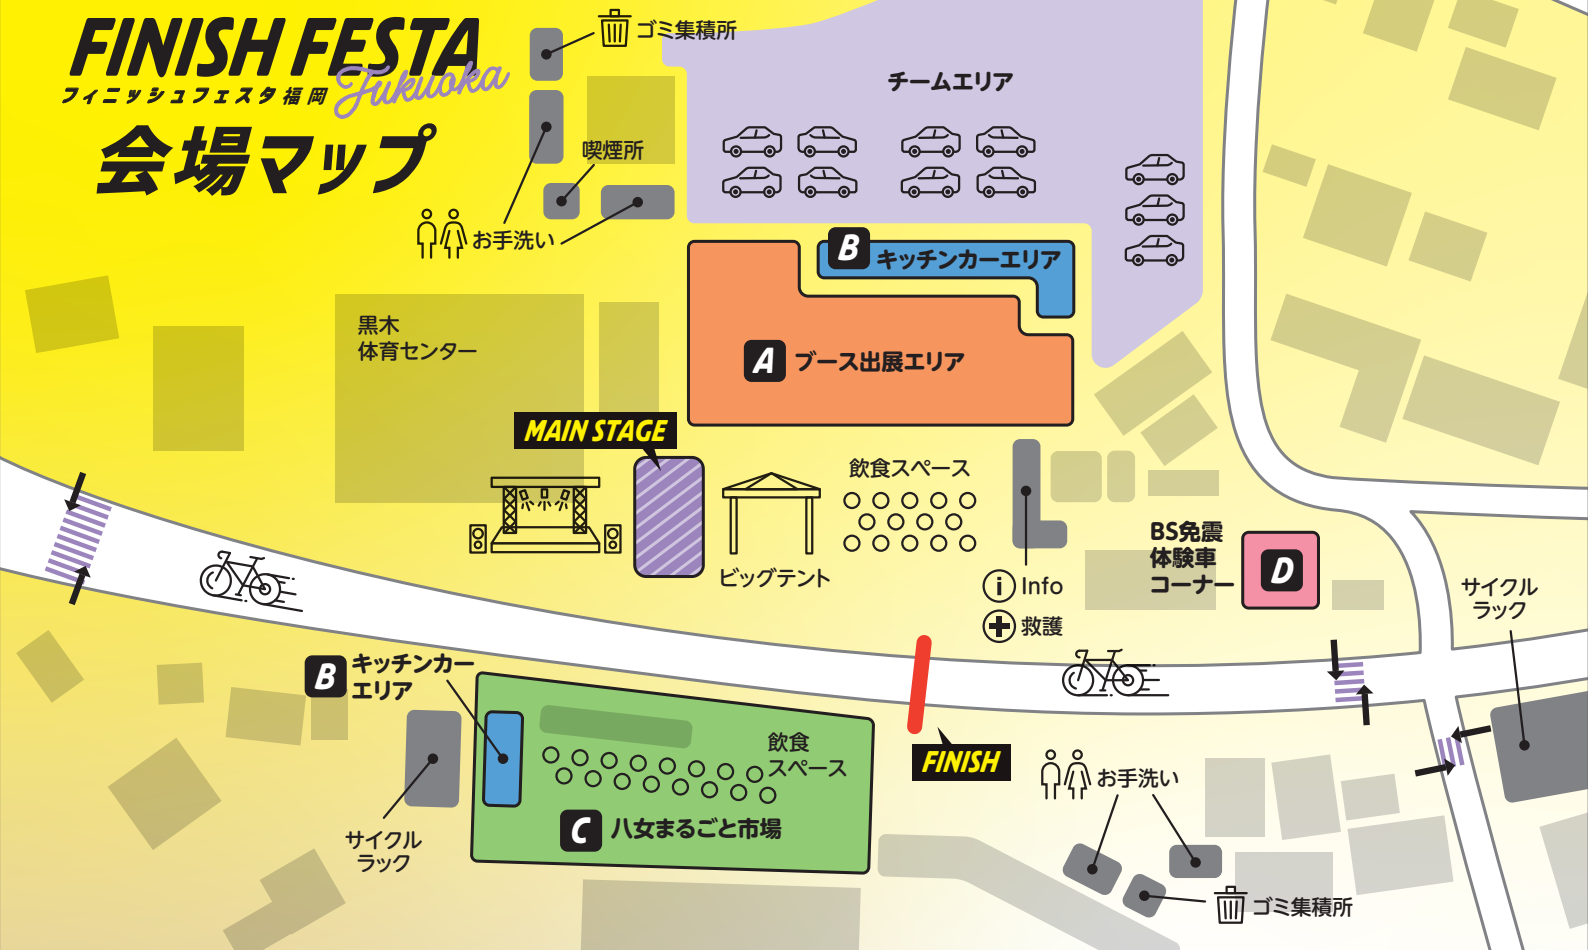 FINISH FESTA
Fukuoka
フィニッシュフェスタ福岡
会場マップ
ゴミ集積所
喫煙所
お手洗い
チームエリア
B
キッチンカーエリア
A
ブース出展エリア
黒木
体育センター
MAIN STAGE
ビッグテント
飲食スペース
i
Info
救護
BS免震
体験車
コーナー
D
サイクル
ラック
B
キッチンカー
エリア
飲食
スペース
C
八女まるごと市場
サイクル
ラック
FINISH
お手洗い
ゴミ集積所